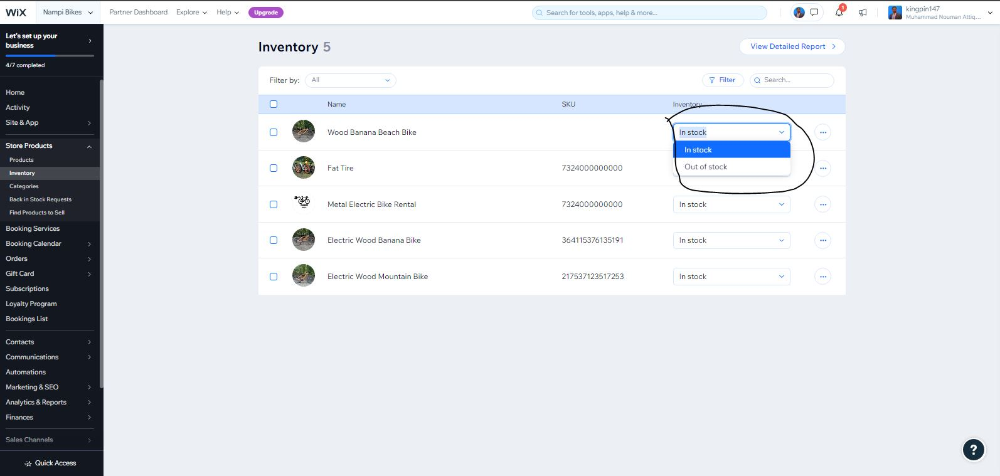 WiX
Nampi Bikes
Partner Dashboard
Explore
Help
Upgrade
Search for tools, apps, help & more...
1
kingpin147
Muhammad Nouman Attiq...
Let's set up your
business
4/7 completed
Home
Activity
Site & App
Store Products
Products
Inventory
Categories
Back in Stock Requests
Find Products to Sell
Booking Services
Booking Calendar
Orders
Gift Card
Subscriptions
Loyalty Program
Bookings List
Contacts
Communications
Automations
Marketing & SEO
Analytics & Reports
Finances
Sales Channels
Quick Access
Inventory 5
View Detailed Report
Filter by: All
Filter
Search...
Name SKU Inventory
Wood Banana Beach Bike In stock
In stock
Out of stock
Fat Tire 7324000000000
Metal Electric Bike Rental 7324000000000 In stock
Electric Wood Banana Bike 364115376135191 In stock
Electric Wood Mountain Bike 217537123517253 In stock
?